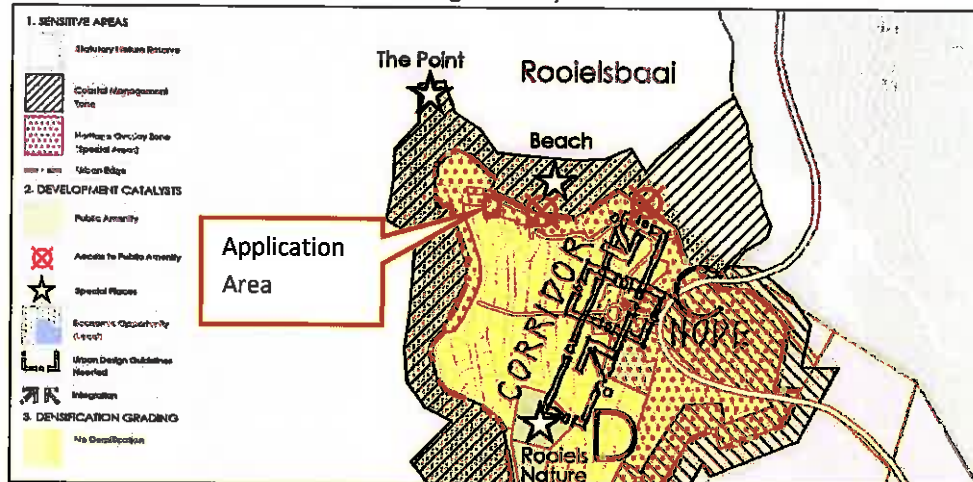 1. SENSITIVE AREAS
Statutory Nature Reserve
Coastal Management
Zone
Heritage Overlay Zone
(Special Areas)
Urban Edge
2. DEVELOPMENT CATALYSTS
Public Amenity
Access to Public Amenity
Special Places
Economic Opportunity
(Local)
Urban Design Guidelines
Needed
Integration
3. DENSIFICATION GRADING
No Densification
The Point
Rooielsbaai
Beach
Application
Area
CORRIDOR
NODE
D
Rooiels
Nature